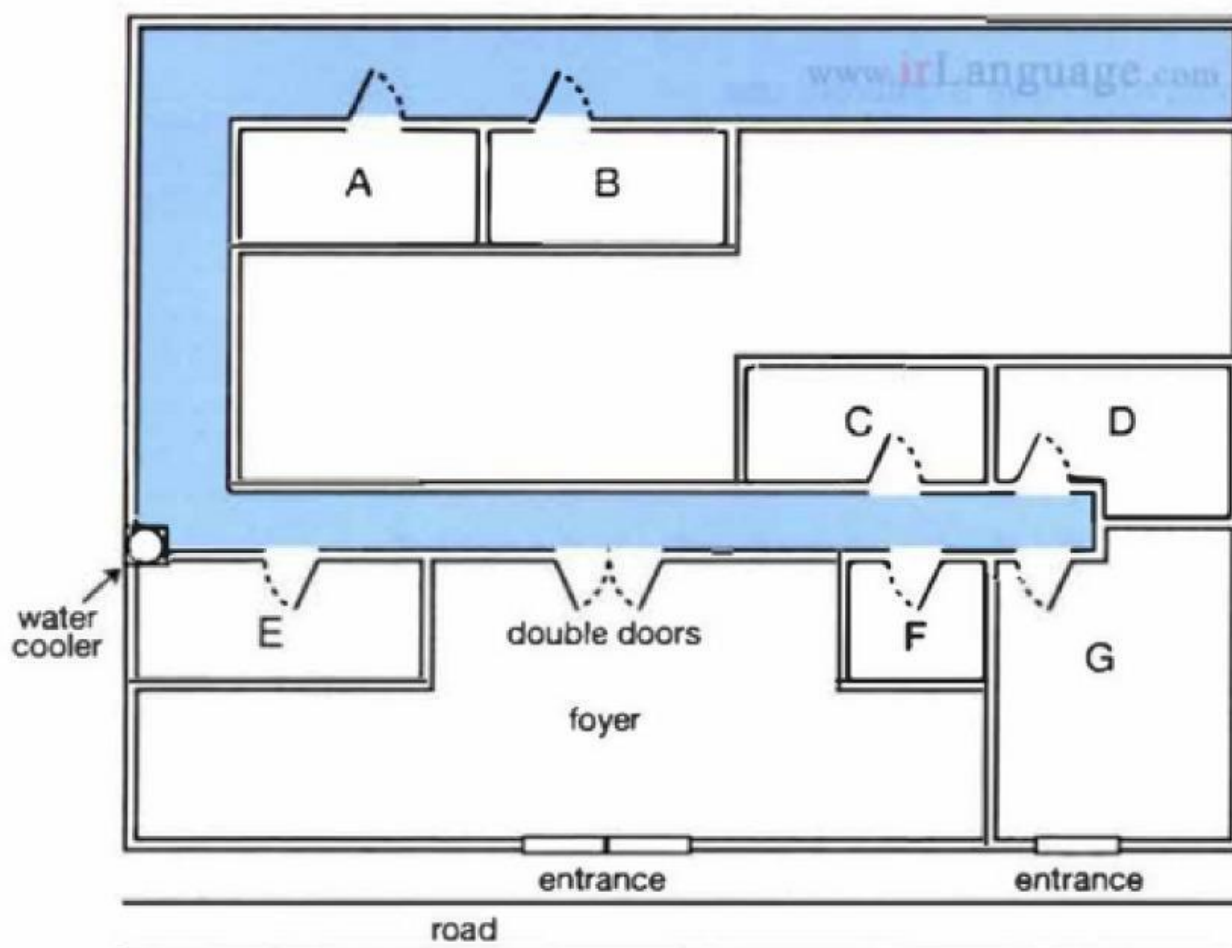 www.irLanguage.com
A
B
C
D
water
cooler
E
double doors
F
G
foyer
entrance
entrance
road